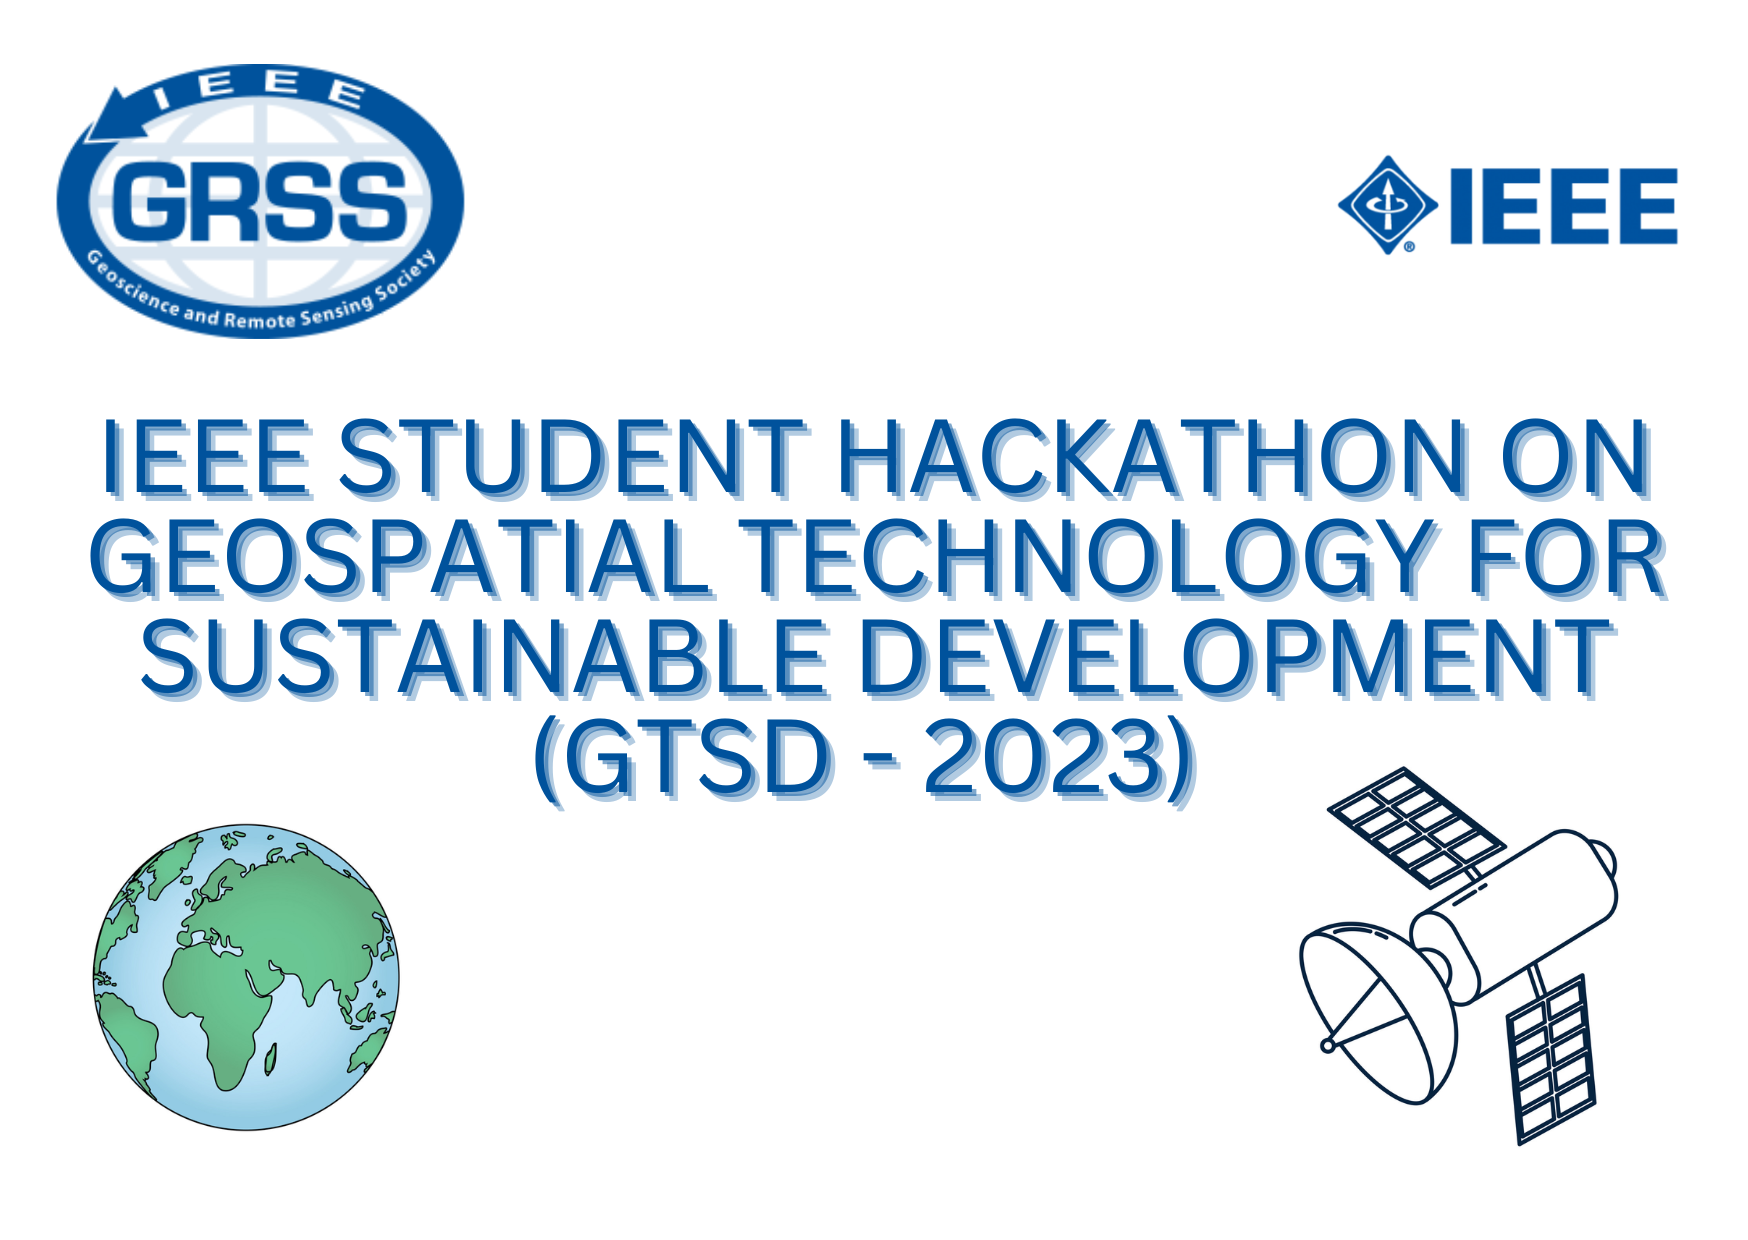 IEEE
GRSS
Geoscience and Remote Sensing Society
IEEE
®
IEEE STUDENT HACKATHON ON
GEOSPATIAL TECHNOLOGY FOR
SUSTAINABLE DEVELOPMENT
(GTSD - 2023)